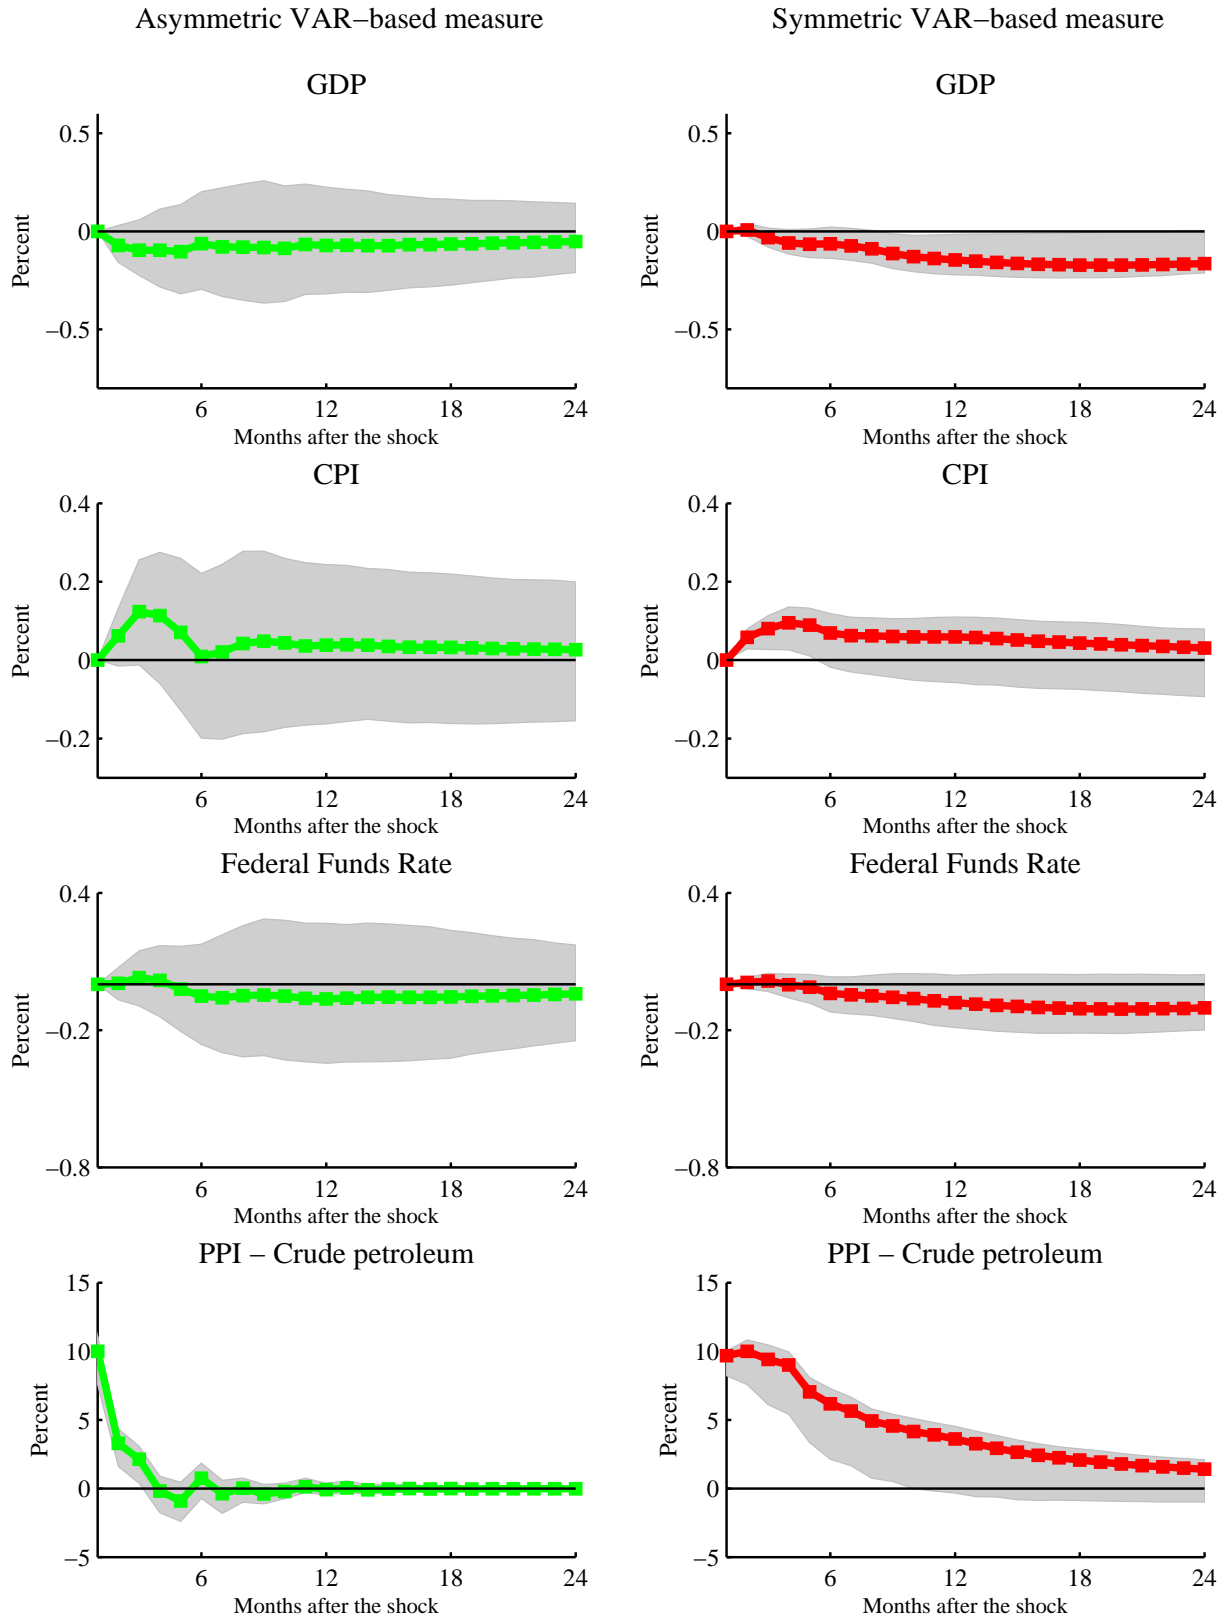 Asymmetric VAR−based measure
Symmetric VAR−based measure
GDP
GDP
0.5
0
−0.5
Percent
6 12 18 24
Months after the shock
0.5
0
−0.5
Percent
6 12 18 24
Months after the shock
CPI
CPI
0.4
0.2
0
−0.2
Percent
6 12 18 24
Months after the shock
0.4
0.2
0
−0.2
Percent
6 12 18 24
Months after the shock
Federal Funds Rate
Federal Funds Rate
0.4
−0.2
−0.8
Percent
6 12 18 24
Months after the shock
0.4
−0.2
−0.8
Percent
6 12 18 24
Months after the shock
PPI − Crude petroleum
PPI − Crude petroleum
15
10
5
0
−5
Percent
6 12 18 24
Months after the shock
15
10
5
0
−5
Percent
6 12 18 24
Months after the shock